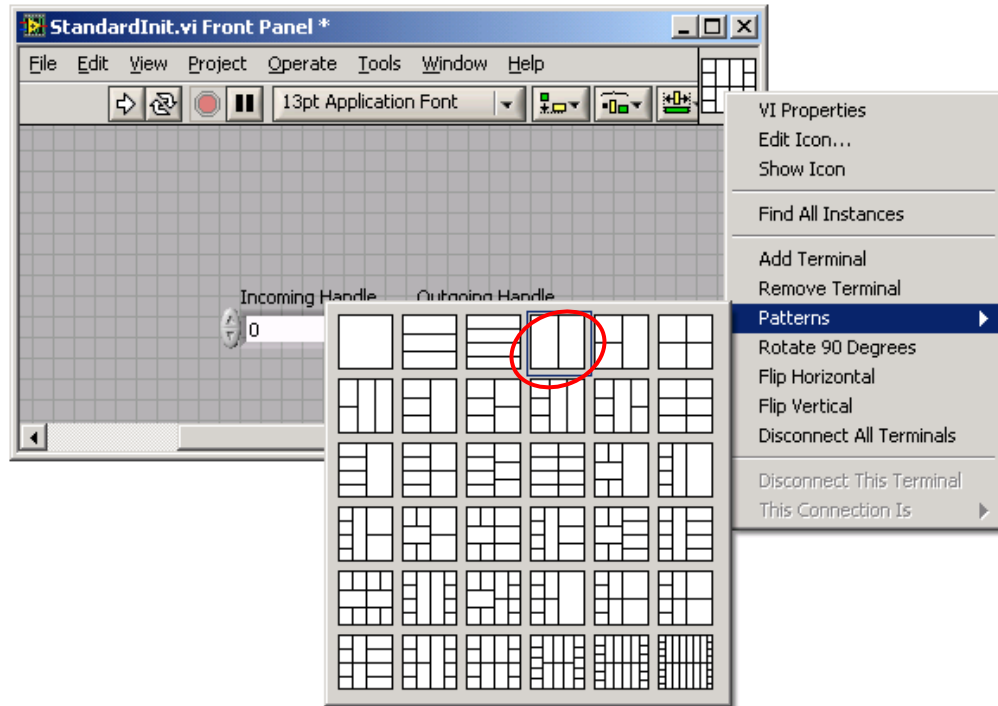 StandardInit.vi Front Panel *
File Edit View Project Operate Tools Window Help
13pt Application Font
Incoming Handle Outgoing Handle
0
VI Properties
Edit Icon...
Show Icon
Find All Instances
Add Terminal
Remove Terminal
Patterns
Rotate 90 Degrees
Flip Horizontal
Flip Vertical
Disconnect All Terminals
Disconnect This Terminal
This Connection Is